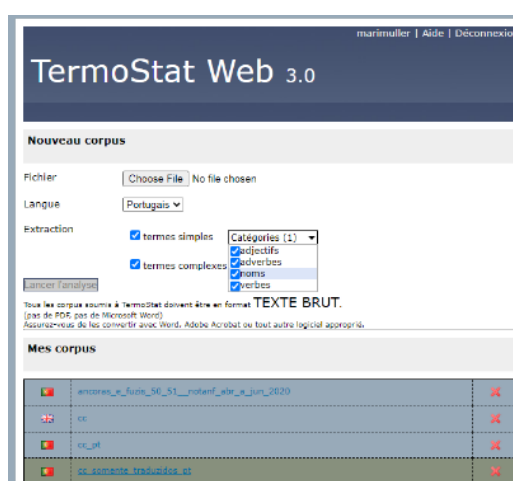 marimuller | Aide | Déconnexio
TermoStat Web 3.0
Nouveau corpus
Fichier Choose File No file chosen
Langue Portugais
Extraction termes simples Catégories (1)
adjectifs
termes complexes adverbes
noms
verbes
Lancer l'analyse
Tous les corpus soumis à TermoStat doivent être en format TEXTE BRUT.
(pas de PDF, pas de Microsoft Word)
Assurez-vous de les convertir avec Word, Adobe Acrobat ou tout autre logiciel approprié.
Mes corpus
ancoras_e_fuzis_50_51__notanf_abr_a_jun_2020
cc
cc_pt
cc_somente_traduzidos_pt